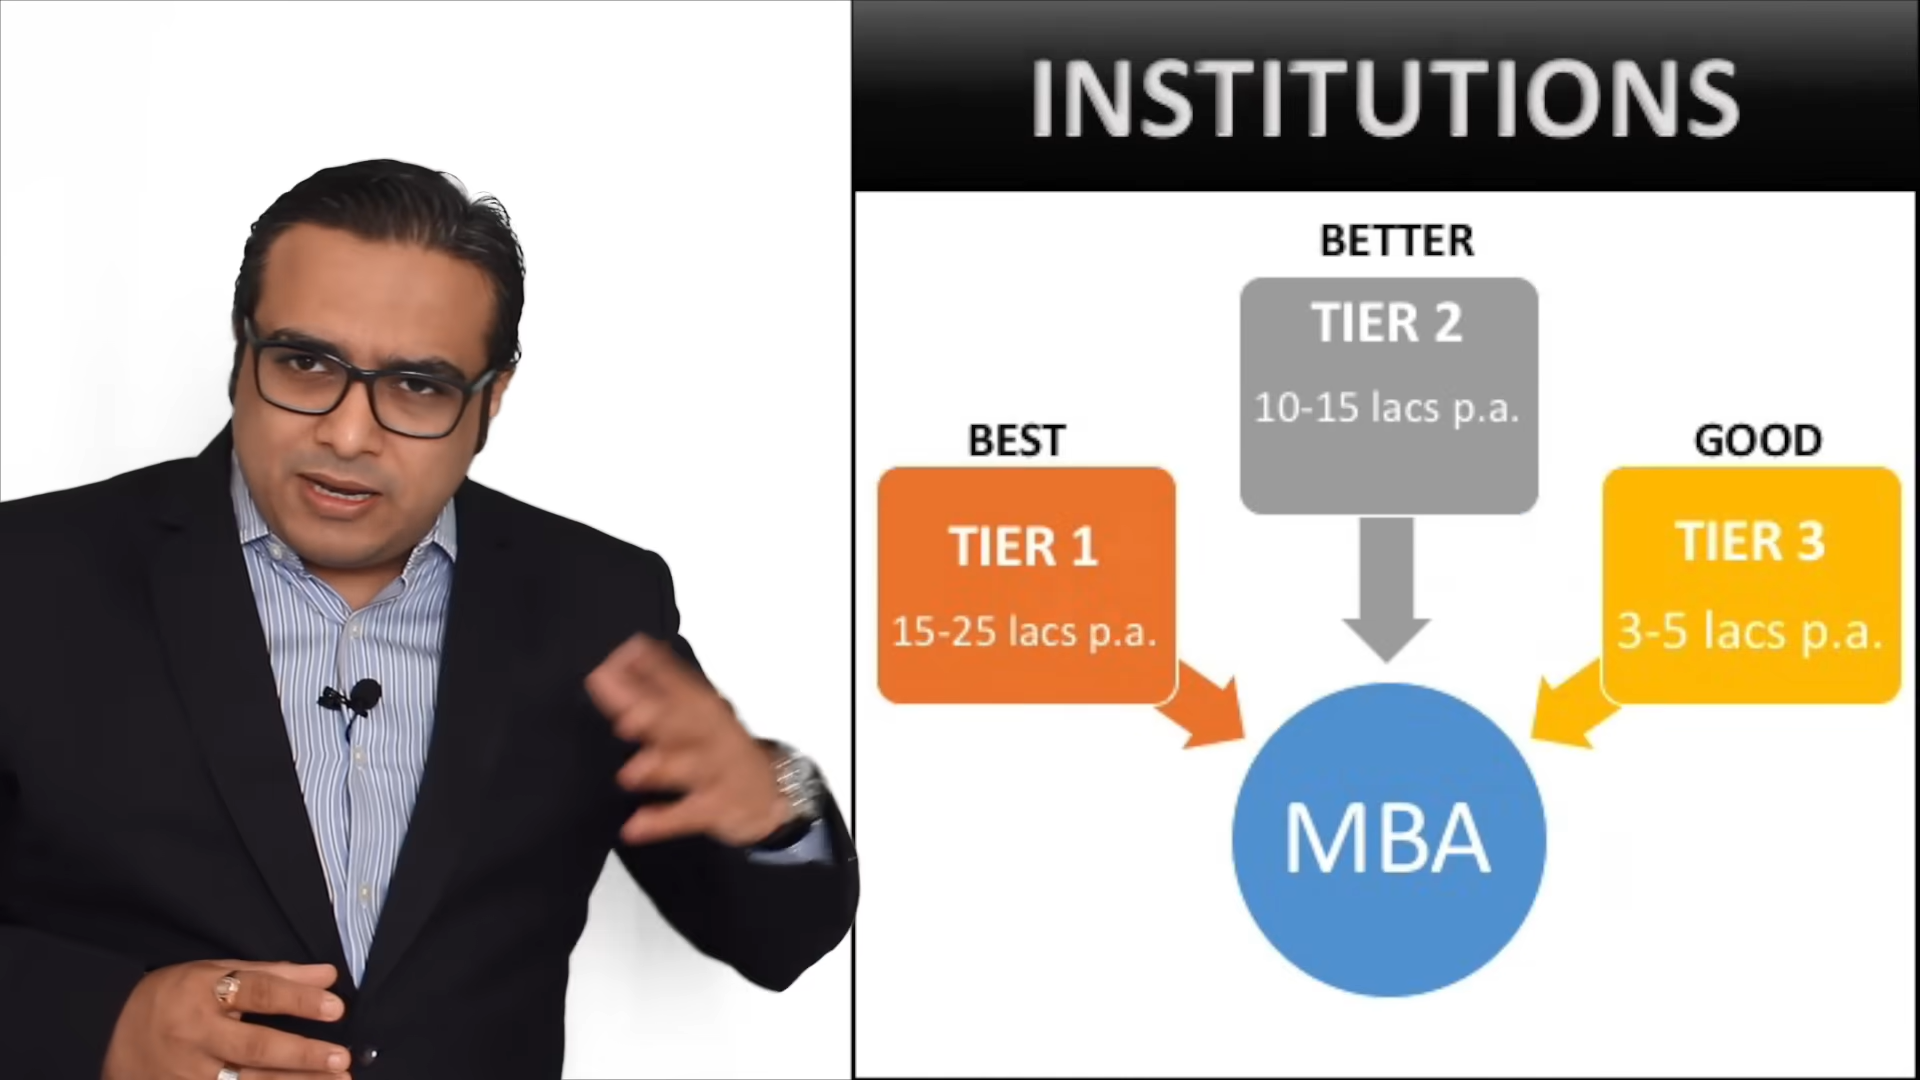 INSTITUTIONS
BETTER
TIER 2
10-15 lacs p.a.
BEST
TIER 1
15-25 lacs p.a.
GOOD
TIER 3
3-5 lacs p.a.
MBA